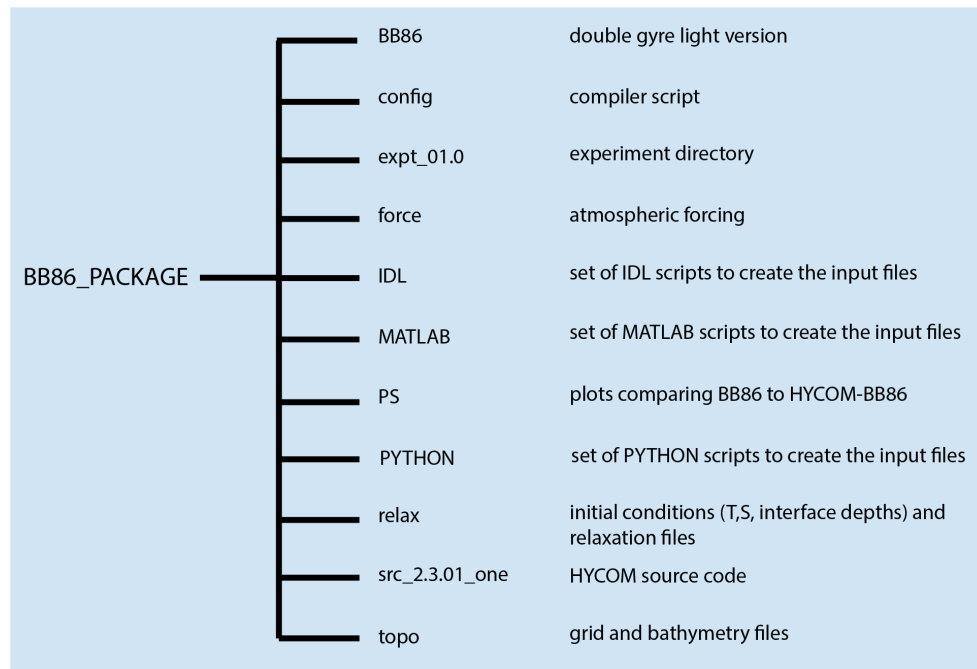 BB86 double gyre light version
config compiler script
expt_01.0 experiment directory
force atmospheric forcing
BB86_PACKAGE IDL set of IDL scripts to create the input files
MATLAB set of MATLAB scripts to create the input files
PS plots comparing BB86 to HYCOM-BB86
PYTHON set of PYTHON scripts to create the input files
relax initial conditions (T,S, interface depths) and
relaxation files
src_2.3.01_one HYCOM source code
topo grid and bathymetry files